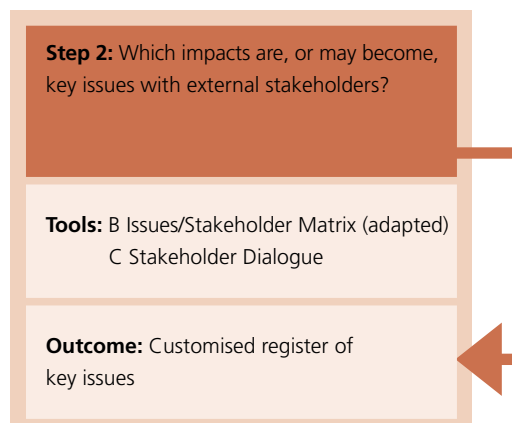 Step 2: Which impacts are, or may become,
key issues with external stakeholders?
Tools: B Issues/Stakeholder Matrix (adapted)
C Stakeholder Dialogue
Outcome: Customised register of
key issues